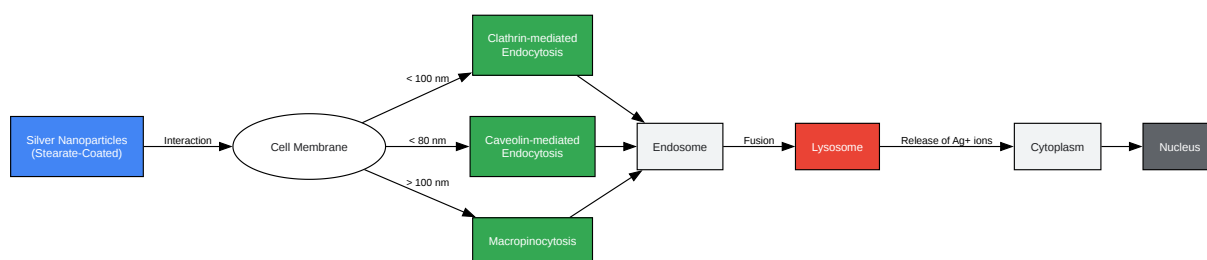 Clathrin-mediated
Endocytosis
< 100 nm
Silver Nanoparticles
(Stearate-Coated)
Interaction
Cell Membrane
< 80 nm
Caveolin-mediated
Endocytosis
Endosome
Fusion
Lysosome
Release of Ag+ ions
Cytoplasm
Nucleus
> 100 nm
Macropinocytosis